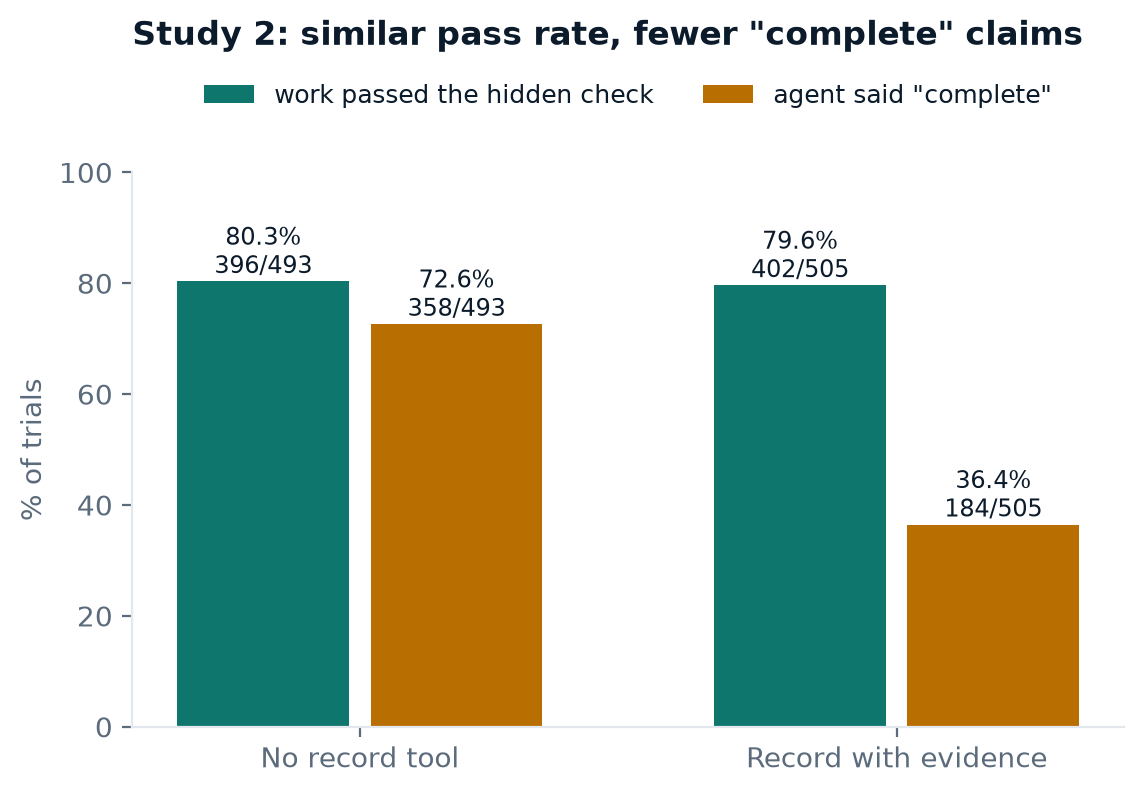 Study 2: similar pass rate, fewer "complete" claims
work passed the hidden check
agent said "complete"
% of trials
100
80
60
40
20
0
80.3%
396/493
72.6%
358/493
79.6%
402/505
36.4%
184/505
No record tool
Record with evidence